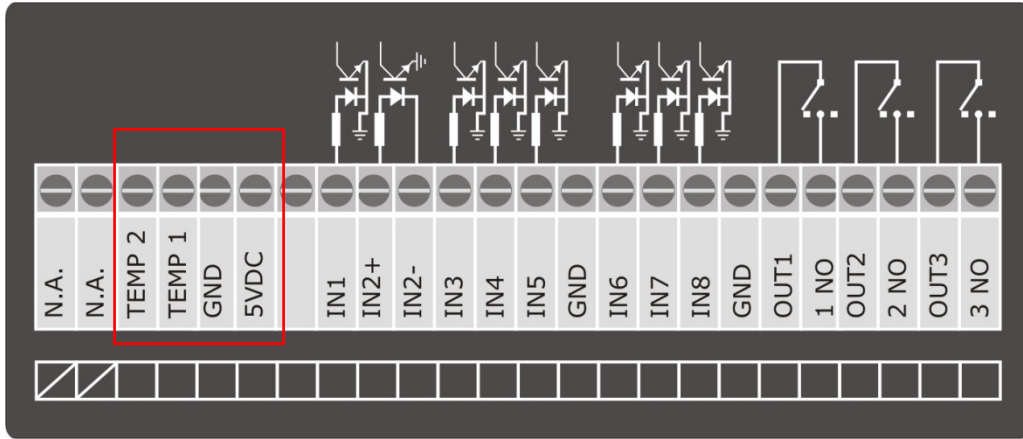 N.A.
N.A.
TEMP 2
TEMP 1
GND
5VDC
IN1
IN2+
IN2-
IN3
IN4
IN5
GND
IN6
IN7
IN8
GND
OUT1
1 NO
OUT2
2 NO
OUT3
3 NO